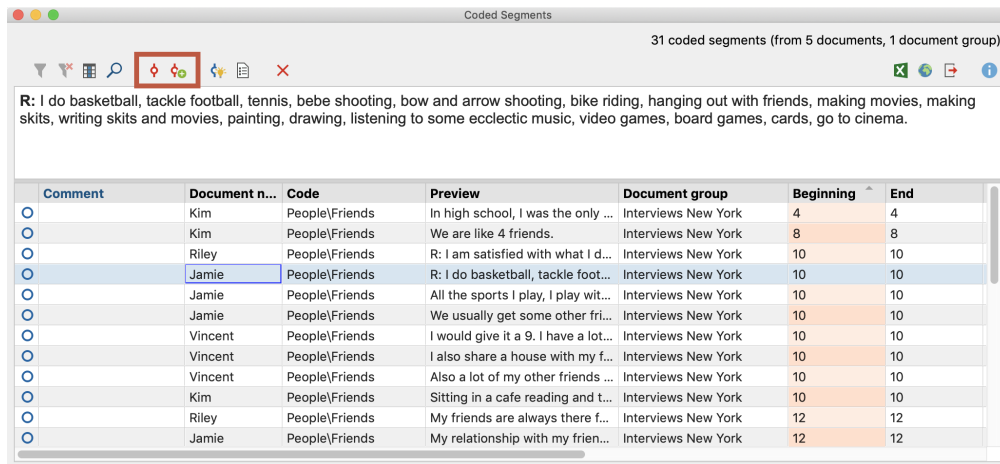 Coded Segments
31 coded segments (from 5 documents, 1 document group)
R: I do basketball, tackle football, tennis, bebe shooting, bow and arrow shooting, bike riding, hanging out with friends, making movies, making
skits, writing skits and movies, painting, drawing, listening to some ecclectic music, video games, board games, cards, go to cinema.
Comment Document n... Code Preview Document group Beginning End
Kim People\Friends In high school, I was the only ... Interviews New York 4 4
Kim People\Friends We are like 4 friends. Interviews New York 8 8
Riley People\Friends R: I am satisfied with what I d... Interviews New York 10 10
Jamie People\Friends R: I do basketball, tackle foot... Interviews New York 10 10
Jamie People\Friends All the sports I play, I play wit... Interviews New York 10 10
Jamie People\Friends We usually get some other fri... Interviews New York 10 10
Vincent People\Friends I would give it a 9. I have a lot... Interviews New York 10 10
Vincent People\Friends I also share a house with my f... Interviews New York 10 10
Vincent People\Friends Also a lot of my other friends ... Interviews New York 10 10
Kim People\Friends Sitting in a cafe reading and t... Interviews New York 10 10
Riley People\Friends My friends are always there f... Interviews New York 12 12
Jamie People\Friends My relationship with my frien... Interviews New York 12 12